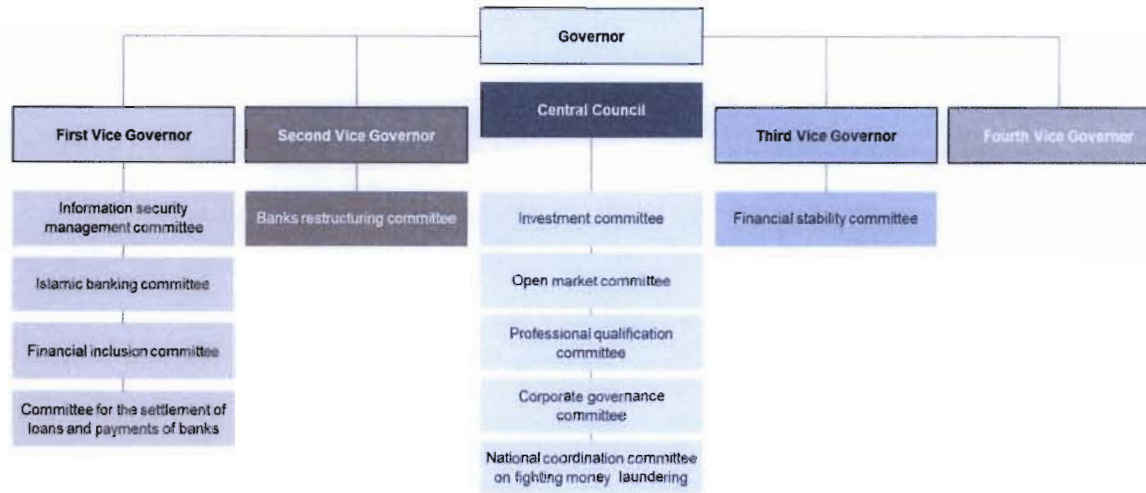 Governor
Central Council
First Vice Governor
Second Vice Governor
Third Vice Governor
Fourth Vice Governor
Information security
management committee
Islamic banking committee
Financial inclusion committee
Committee for the settlement of
loans and payments of banks
Banks restructuring committee
Investment committee
Open market committee
Professional qualification
committee
Corporate governance
committee
National coordination committee
on fighting money laundering
Financial stability committee